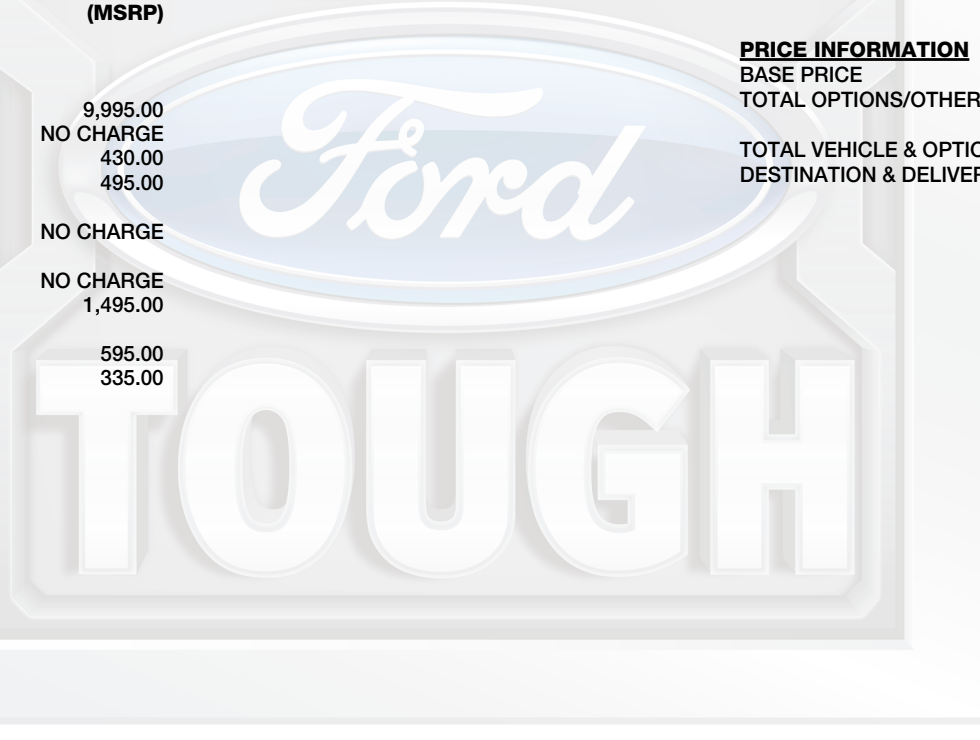 (MSRP)
9,995.00
NO CHARGE
430.00
495.00
NO CHARGE
NO CHARGE
1,495.00
595.00
335.00
PRICE INFORMATION
BASE PRICE
TOTAL OPTIONS/OTHER
TOTAL VEHICLE & OPTIO
DESTINATION & DELIVER
Ford
TOUGH